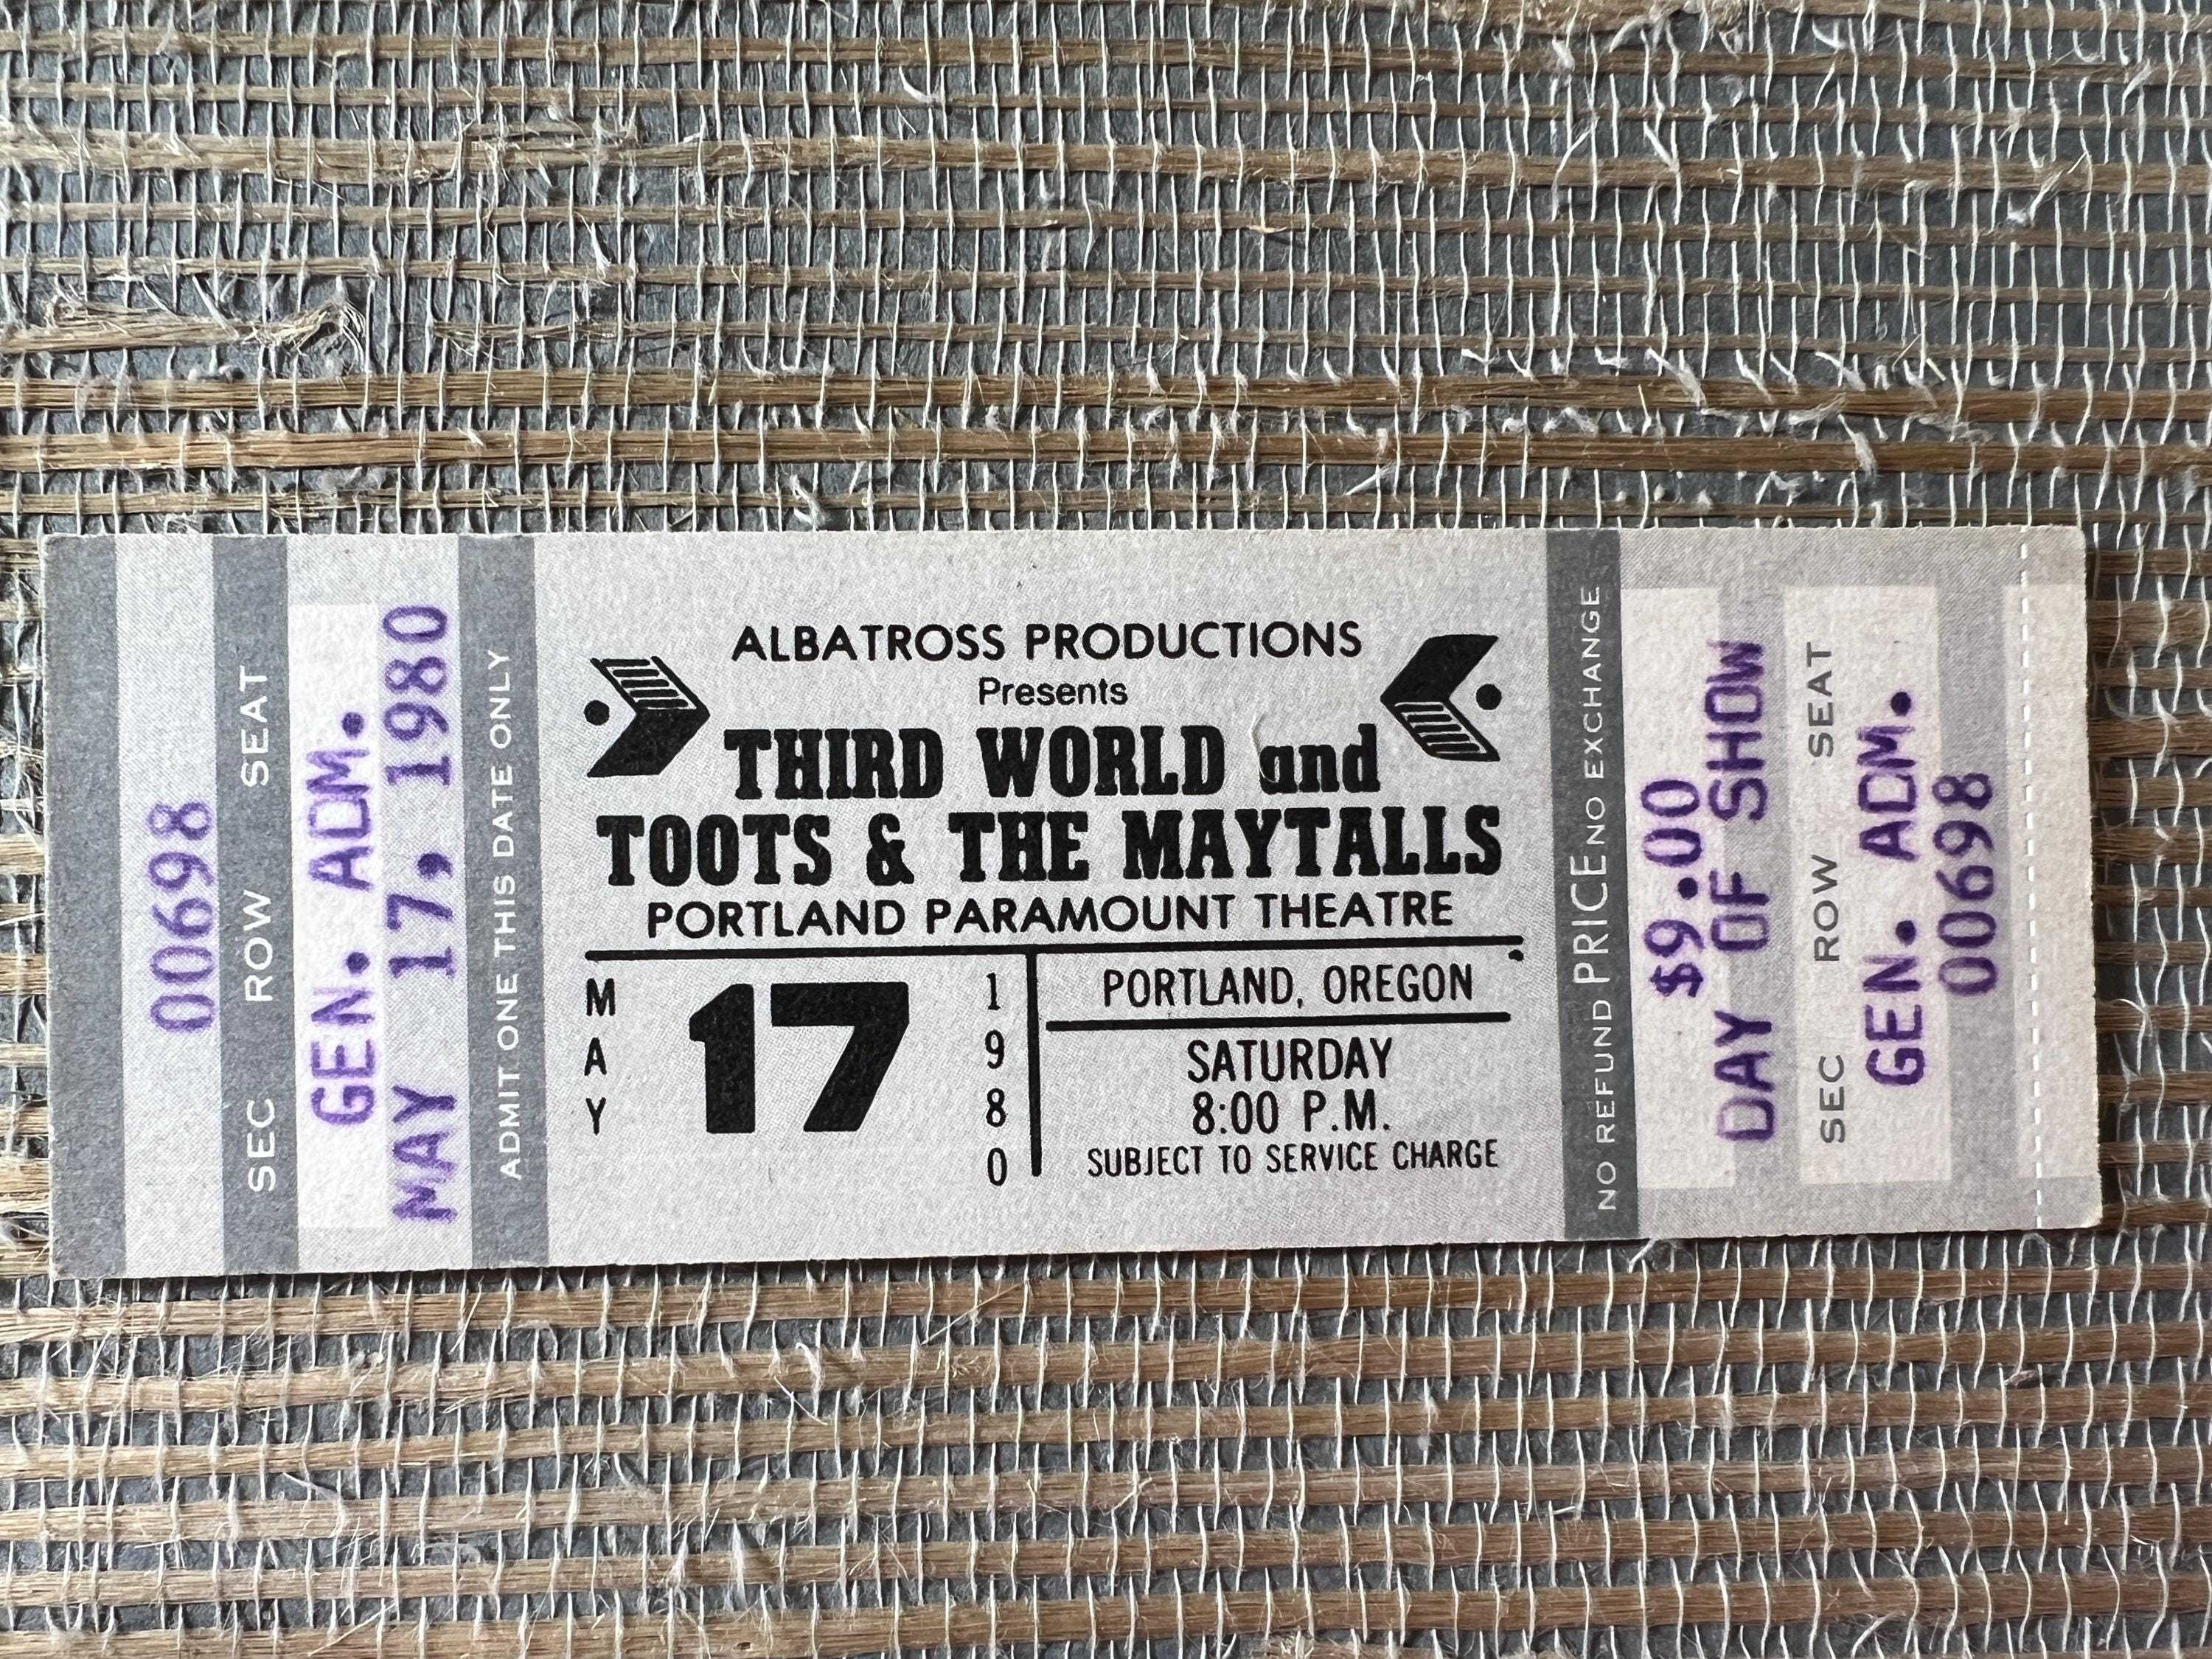 00698
SEC ROW SEAT
GEN. ADM.
MAY 17, 1980
ADMIT ONE THIS DATE ONLY
ALBATROSS PRODUCTIONS
Presents
THIRD WORLD and
TOOTS & THE MAYTALLS
PORTLAND PARAMOUNT THEATRE
MAY
17
1980
PORTLAND, OREGON
SATURDAY
8:00 P.M.
SUBJECT TO SERVICE CHARGE
NO REFUND PRICE NO EXCHANGE
$9.00
DAY OF SHOW
SEC ROW SEAT
GEN. ADM.
00698